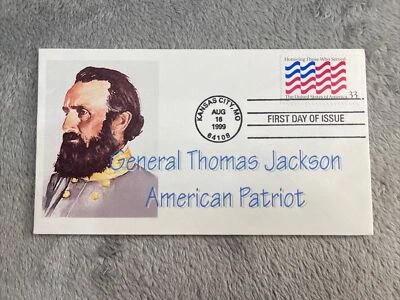 Honoring Those Who Served
The United States of America 33
KANSAS CITY, MO
AUG
16
1999
64108
FIRST DAY OF ISSUE
General Thomas Jackson
American Patriot